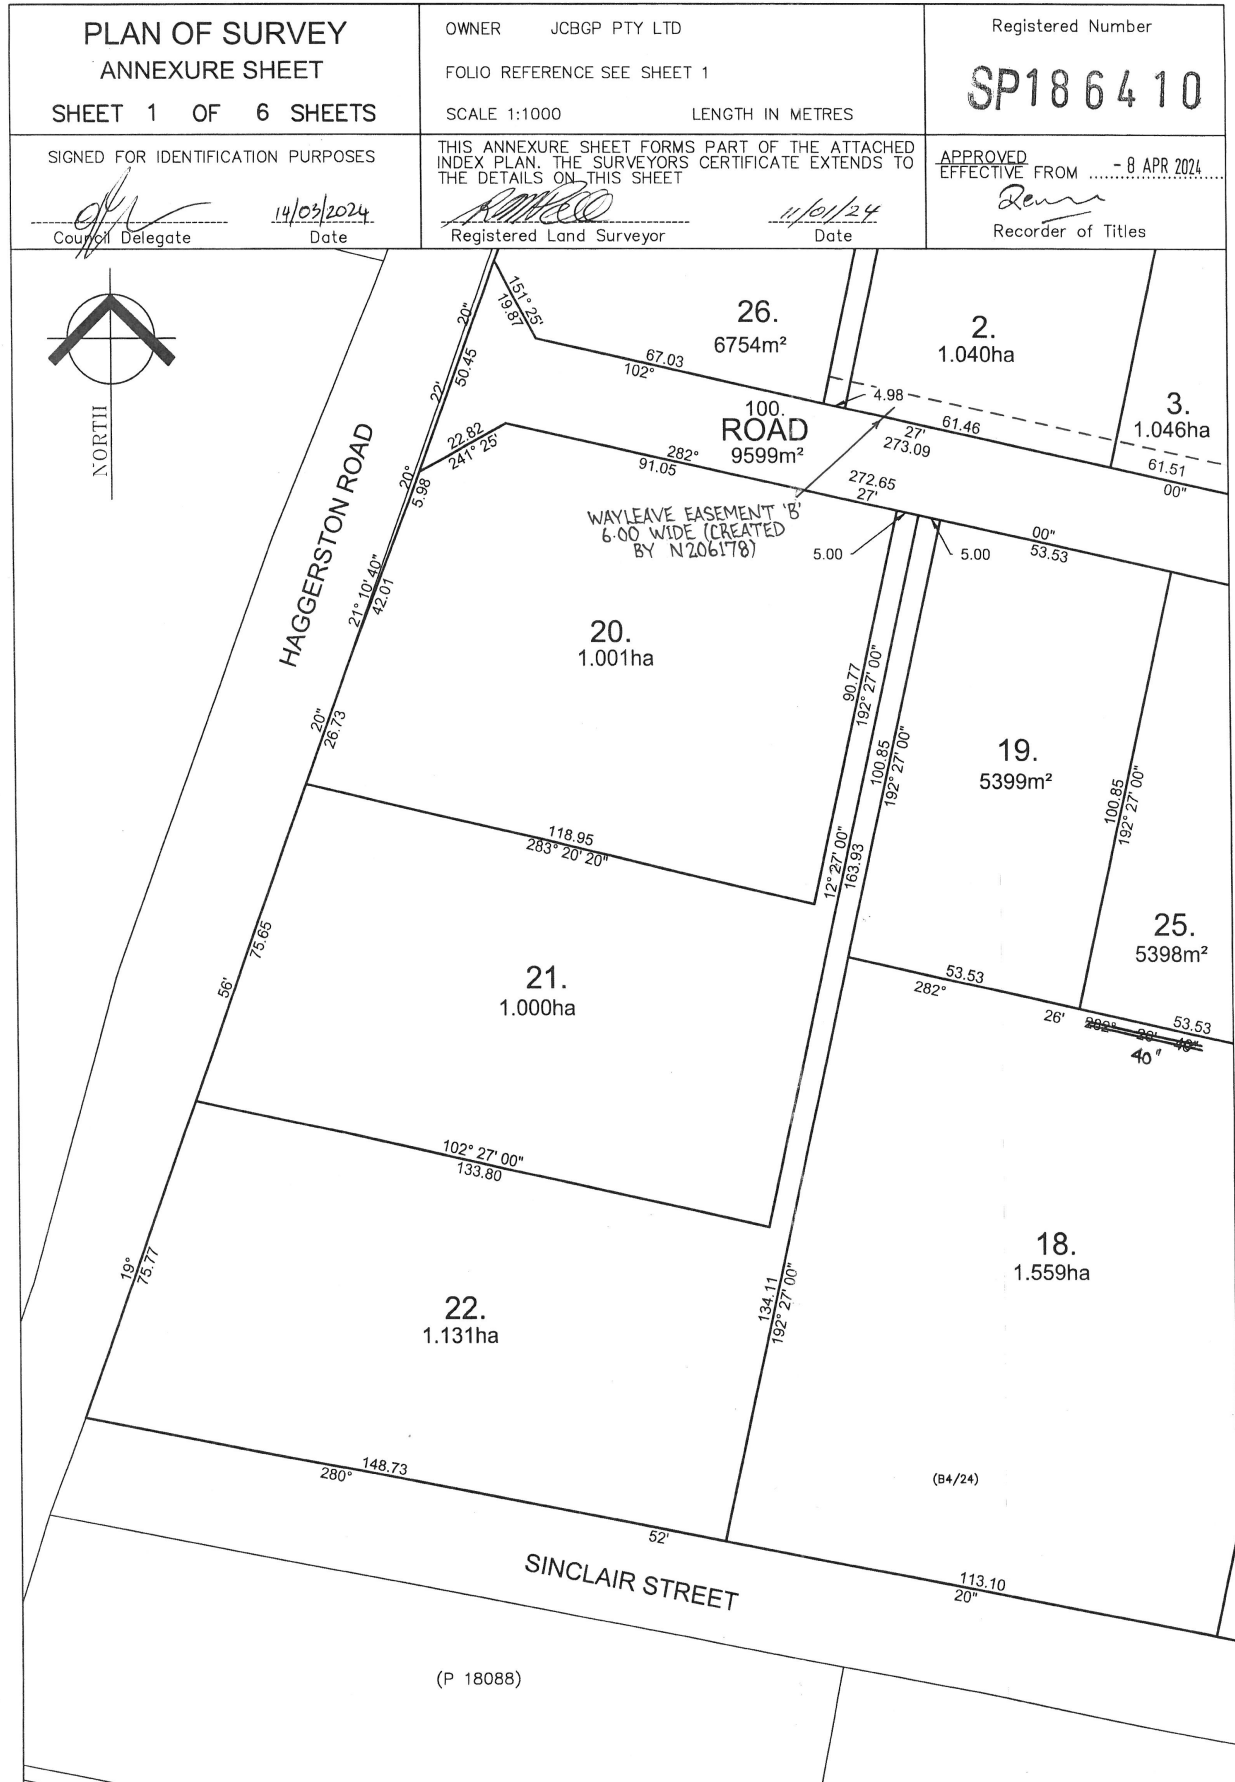 PLAN OF SURVEY
ANNEXURE SHEET
SHEET 1 OF 6 SHEETS
OWNER JCBGP PTY LTD
FOLIO REFERENCE SEE SHEET 1
SCALE 1:1000 LENGTH IN METRES
Registered Number
SP186410
SIGNED FOR IDENTIFICATION PURPOSES
14/03/2024
Council Delegate Date
THIS ANNEXURE SHEET FORMS PART OF THE ATTACHED
INDEX PLAN. THE SURVEYORS CERTIFICATE EXTENDS TO
THE DETAILS ON THIS SHEET
11/01/24
Registered Land Surveyor Date
APPROVED
EFFECTIVE FROM - 8 APR 2024
Recorder of Titles
NORTH
HAGGERSTON ROAD
20"
22'
50.45
151° 25'
19.87
26.
6754m²
67.03
102°
2.
1.040ha
3.
1.046ha
4.98
61.46
27'
273.09
61.51
00"
100.
ROAD
9599m²
22.82
241° 25'
20°
5.98
282°
91.05
272.65
27'
00"
53.53
WAYLEAVE EASEMENT 'B'
6.00 WIDE (CREATED
BY N206178)
5.00
5.00
21° 10' 40"
42.01
20.
1.001ha
90.77
192° 27' 00"
100.85
192° 27' 00"
19.
5399m²
100.85
192° 27' 00"
20"
26.73
118.95
283° 20' 20"
12° 27' 00"
163.93
25.
5398m²
56'
75.65
21.
1.000ha
53.53
282°
26'
53.53
282° 26' 40"
40"
102° 27' 00"
133.80
19°
75.77
22.
1.131ha
134.11
192° 27' 00"
18.
1.559ha
148.73
280°
52'
(B4/24)
SINCLAIR STREET
113.10
20"
(P 18088)